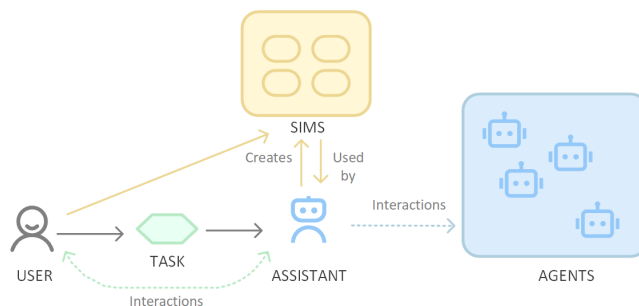 SIMS
Creates
Used
by
Interactions
USER
TASK
ASSISTANT
AGENTS
Interactions